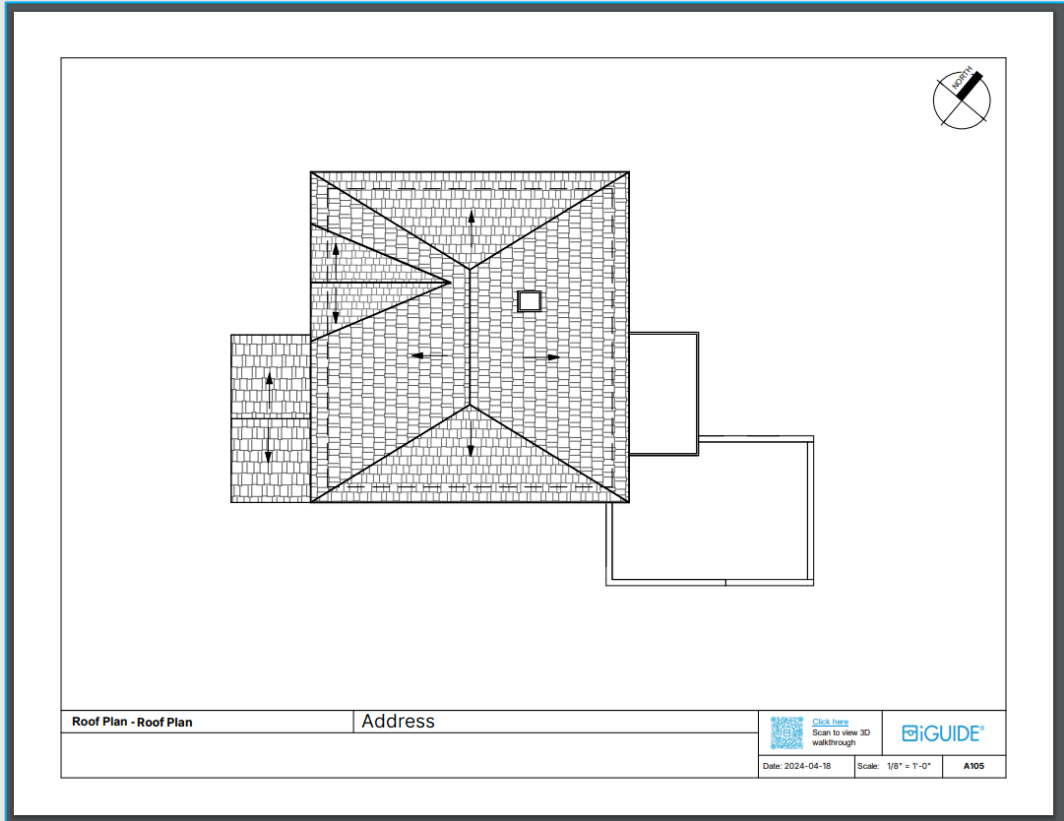 NORTH
Roof Plan - Roof Plan
Address
Click here
Scan to view 3D
walkthrough
iGUIDE®
Date: 2024-04-18
Scale: 1/8" = 1'-0"
A105